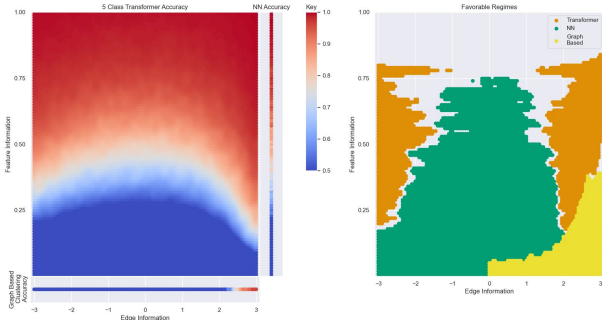 5 Class Transformer Accuracy
NN Accuracy
Key
1.00
0.75
0.50
0.25
Feature Information
1.0
0.9
0.8
0.7
0.6
0.5
Graph Based
Clustering
Accuracy
−3
−2
−1
0
1
2
3
Edge Information
Favorable Regimes
Transformer
NN
Graph
Based
1.00
0.75
0.50
0.25
Feature Information
−3
−2
−1
0
1
2
3
Edge Information